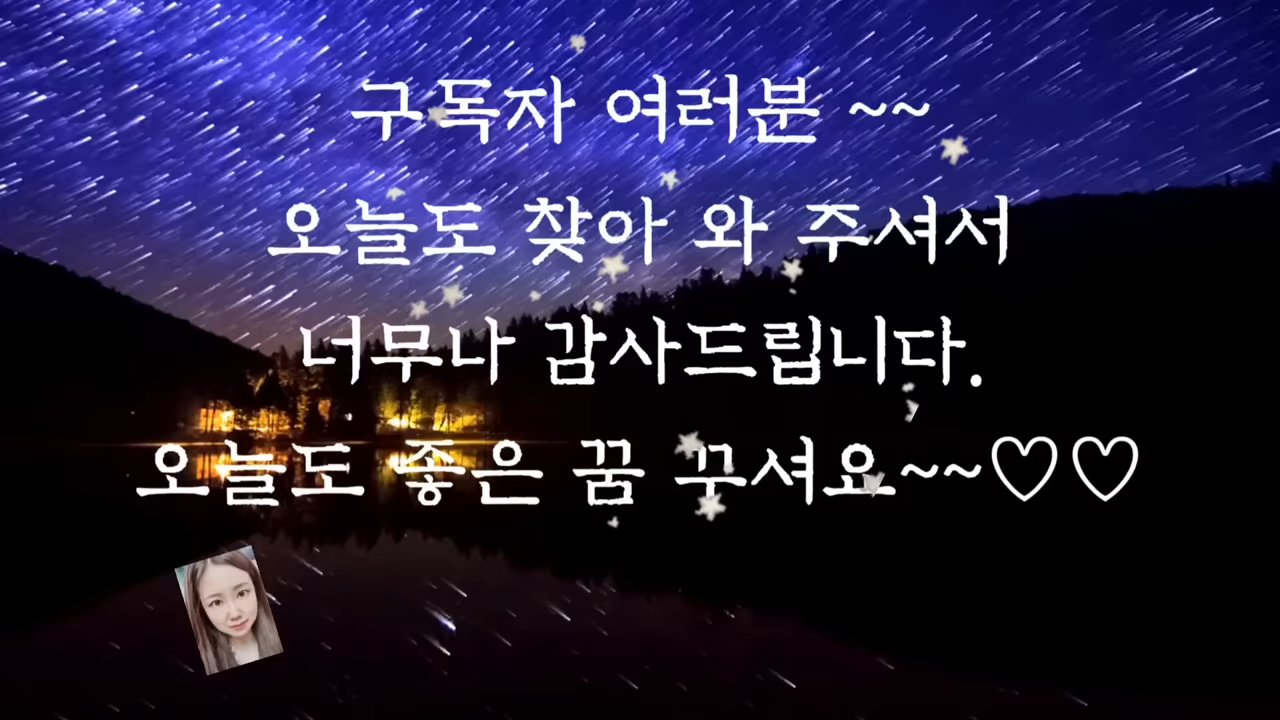 구독자 여러분 ~~
오늘도 찾아 와 주셔서
너무나 감사드립니다.
오늘도 좋은 꿈 꾸셔요~~♡♡